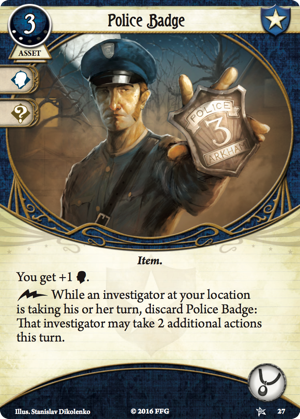 3
Police Badge
ASSET
?
POLICE
3
ARKHAM
Item.
You get +1 .
While an investigator at your location
is taking his or her turn, discard Police Badge:
That investigator may take 2 additional actions
this turn.
Illus. Stanislav Dikolenko
© 2016 FFG
27